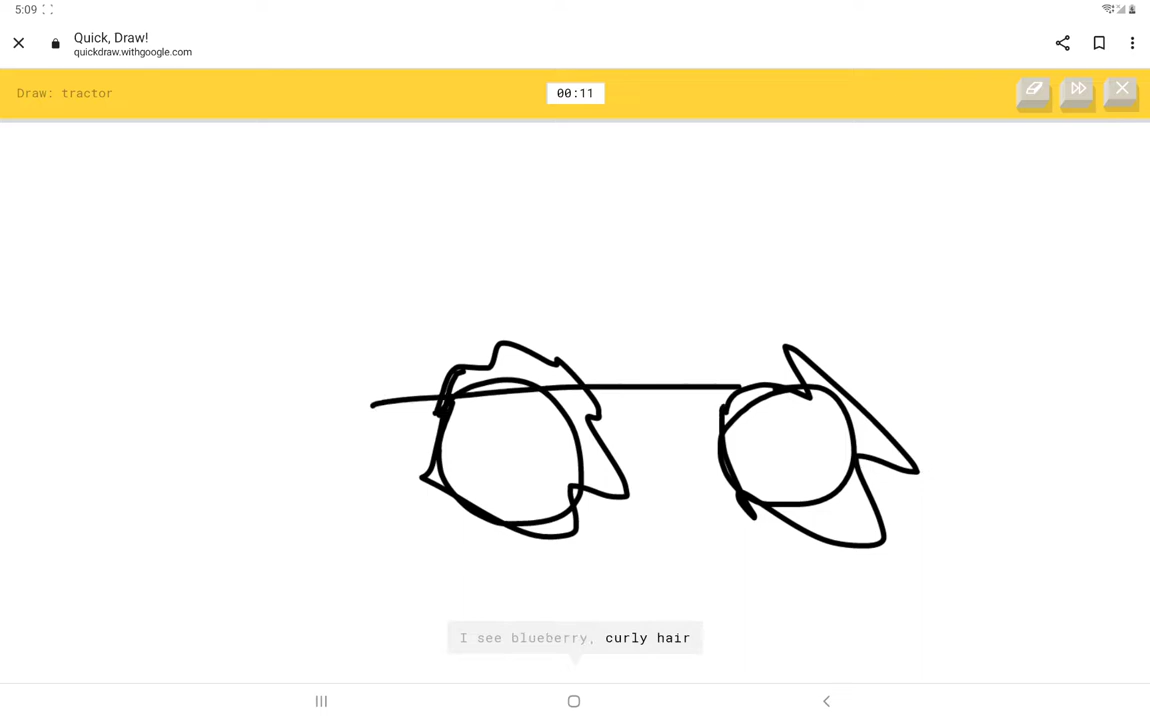 5:09
Quick, Draw!
quickdraw.withgoogle.com
Draw: tractor
00:11
I see blueberry, curly hair